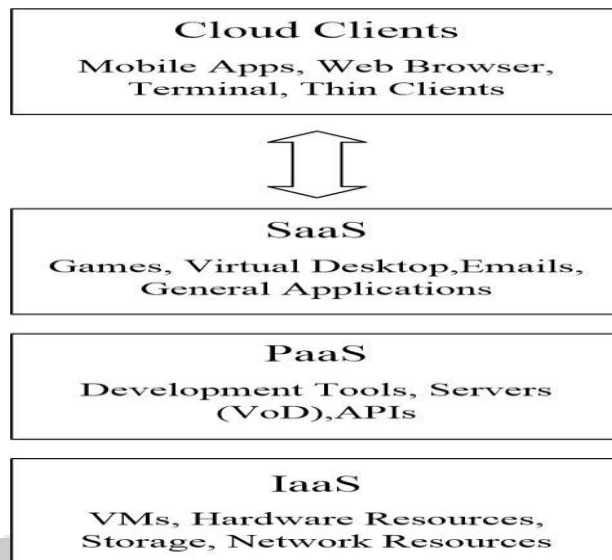 Cloud Clients
Mobile Apps, Web Browser,
Terminal, Thin Clients
SaaS
Games, Virtual Desktop,Emails,
General Applications
PaaS
Development Tools, Servers
(VoD),APIs
IaaS
VMs, Hardware Resources,
Storage, Network Resources